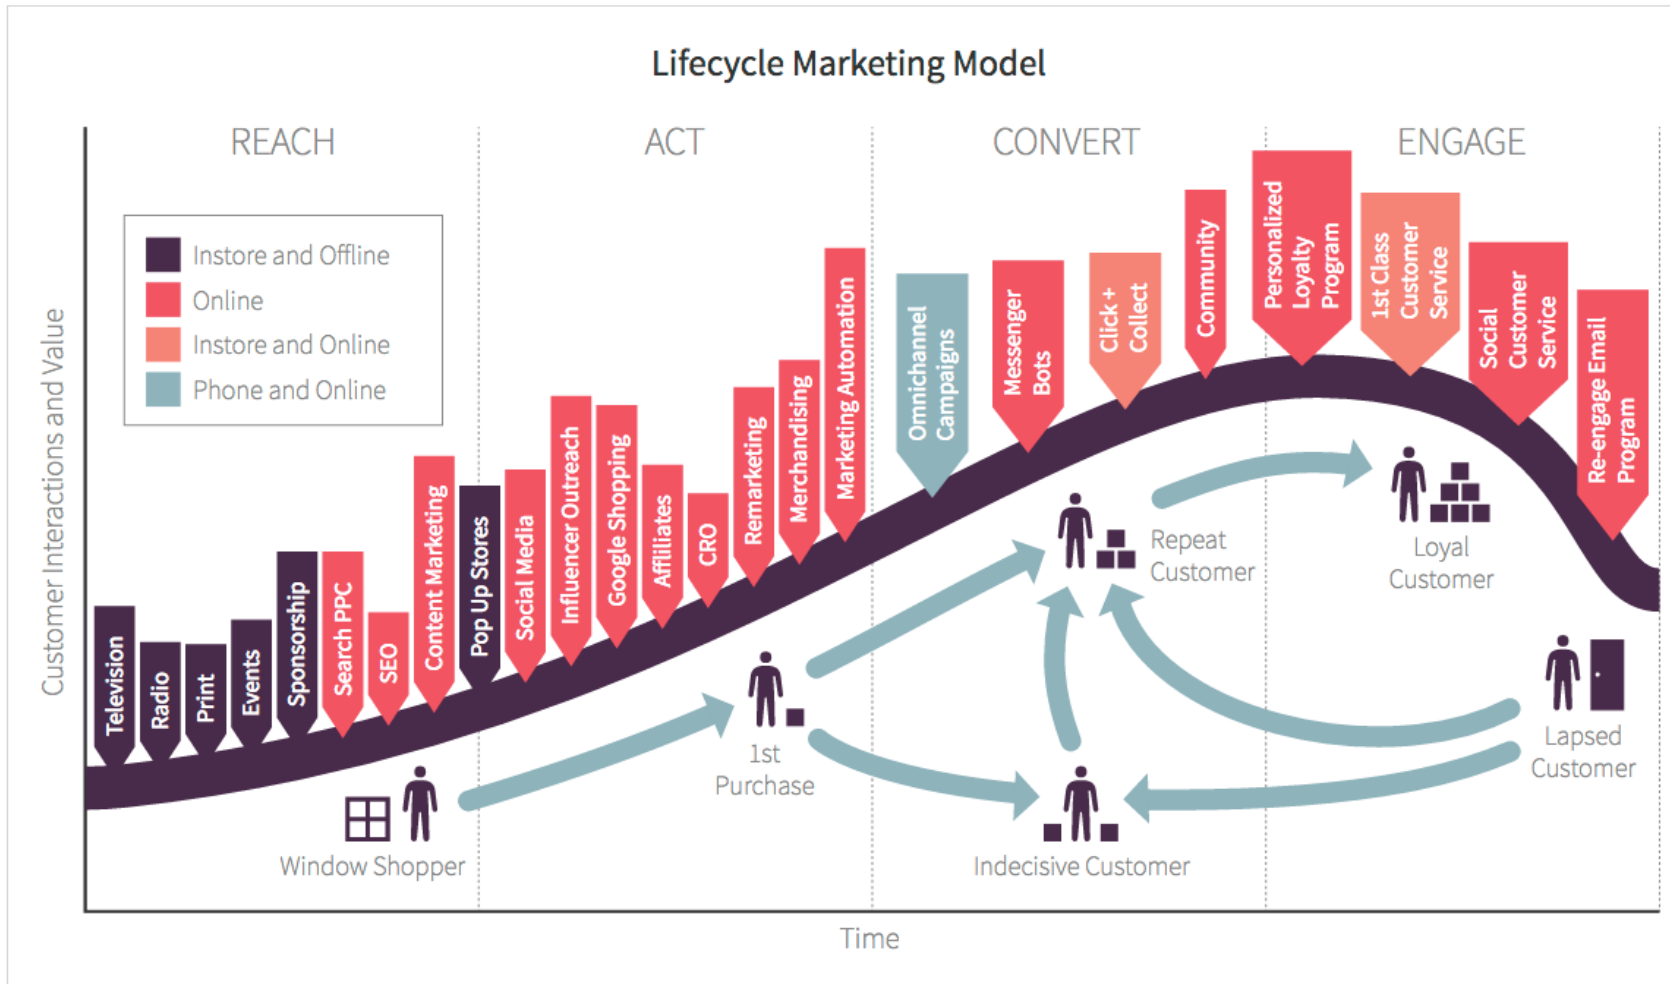 Lifecycle Marketing Model
REACH
ACT
CONVERT
ENGAGE
Instore and Offline
Online
Instore and Online
Phone and Online
Customer Interactions and Value
Television
Radio
Print
Events
Sponsorship
Search PPC
SEO
Content Marketing
Pop Up Stores
Social Media
Influencer Outreach
Google Shopping
Affliliates
CRO
Remarketing
Merchandising
Marketing Automation
Omnichannel
Campaigns
Messenger
Bots
Click +
Collect
Community
Personalized
Loyalty
Program
1st Class
Customer
Service
Social
Customer
Service
Re-engage Email
Program
Window Shopper
1st
Purchase
Repeat
Customer
Indecisive Customer
Loyal
Customer
Lapsed
Customer
Time